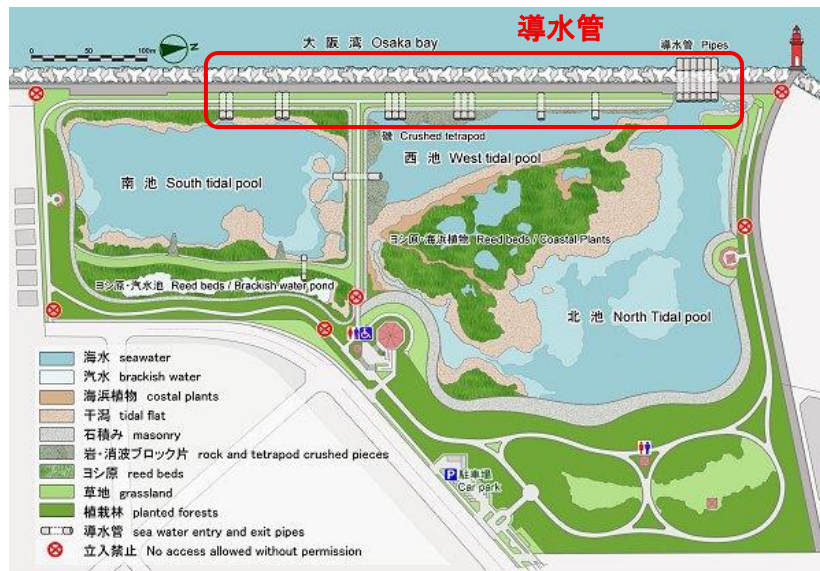 導水管
大阪湾 Osaka bay
導水管 Pipes
0 50 100m
N
磯 Crushed tetrapod
西池 West tidal pool
南池 South tidal pool
ヨシ原・海浜植物 Reed beds / Coastal Plants
ヨシ原・汽水池 Reed beds / Brackish water pond
北池 North Tidal pool
海水 seawater
汽水 brackish water
海浜植物 costal plants
干潟 tidal flat
石積み masonry
岩・消波ブロック片 rock and tetrapod crushed pieces
ヨシ原 reed beds
草地 grassland
植栽林 planted forests
導水管 sea water entry and exit pipes
立入禁止 No access allowed without permission
P 駐車場
Car park